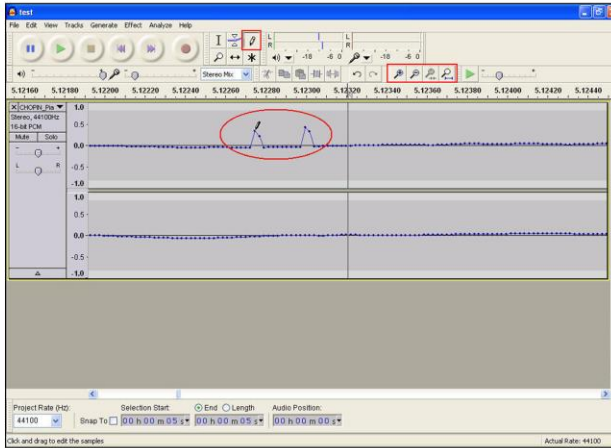 test
File Edit View Tracks Generate Effect Analyze Help
L
R
-18 -6 0
L
R
-18 -6 0
Stereo Mix
5.12160 5.12180 5.12200 5.12220 5.12240 5.12260 5.12280 5.12300 5.12320 5.12340 5.12360 5.12380 5.12400 5.12420 5.12440
X CHOPIN_Pia
Stereo, 44100Hz
16-bit PCM
Mute Solo
- +
L R
1.0
0.5
0.0
-0.5
-1.0
1.0
0.5
0.0
-0.5
-1.0
Project Rate (Hz): Selection Start: End Length Audio Position:
44100 Snap To 00 h 00 m 05 s 00 h 00 m 05 s 00 h 00 m 00 s
Click and drag to edit the samples Actual Rate: 44100